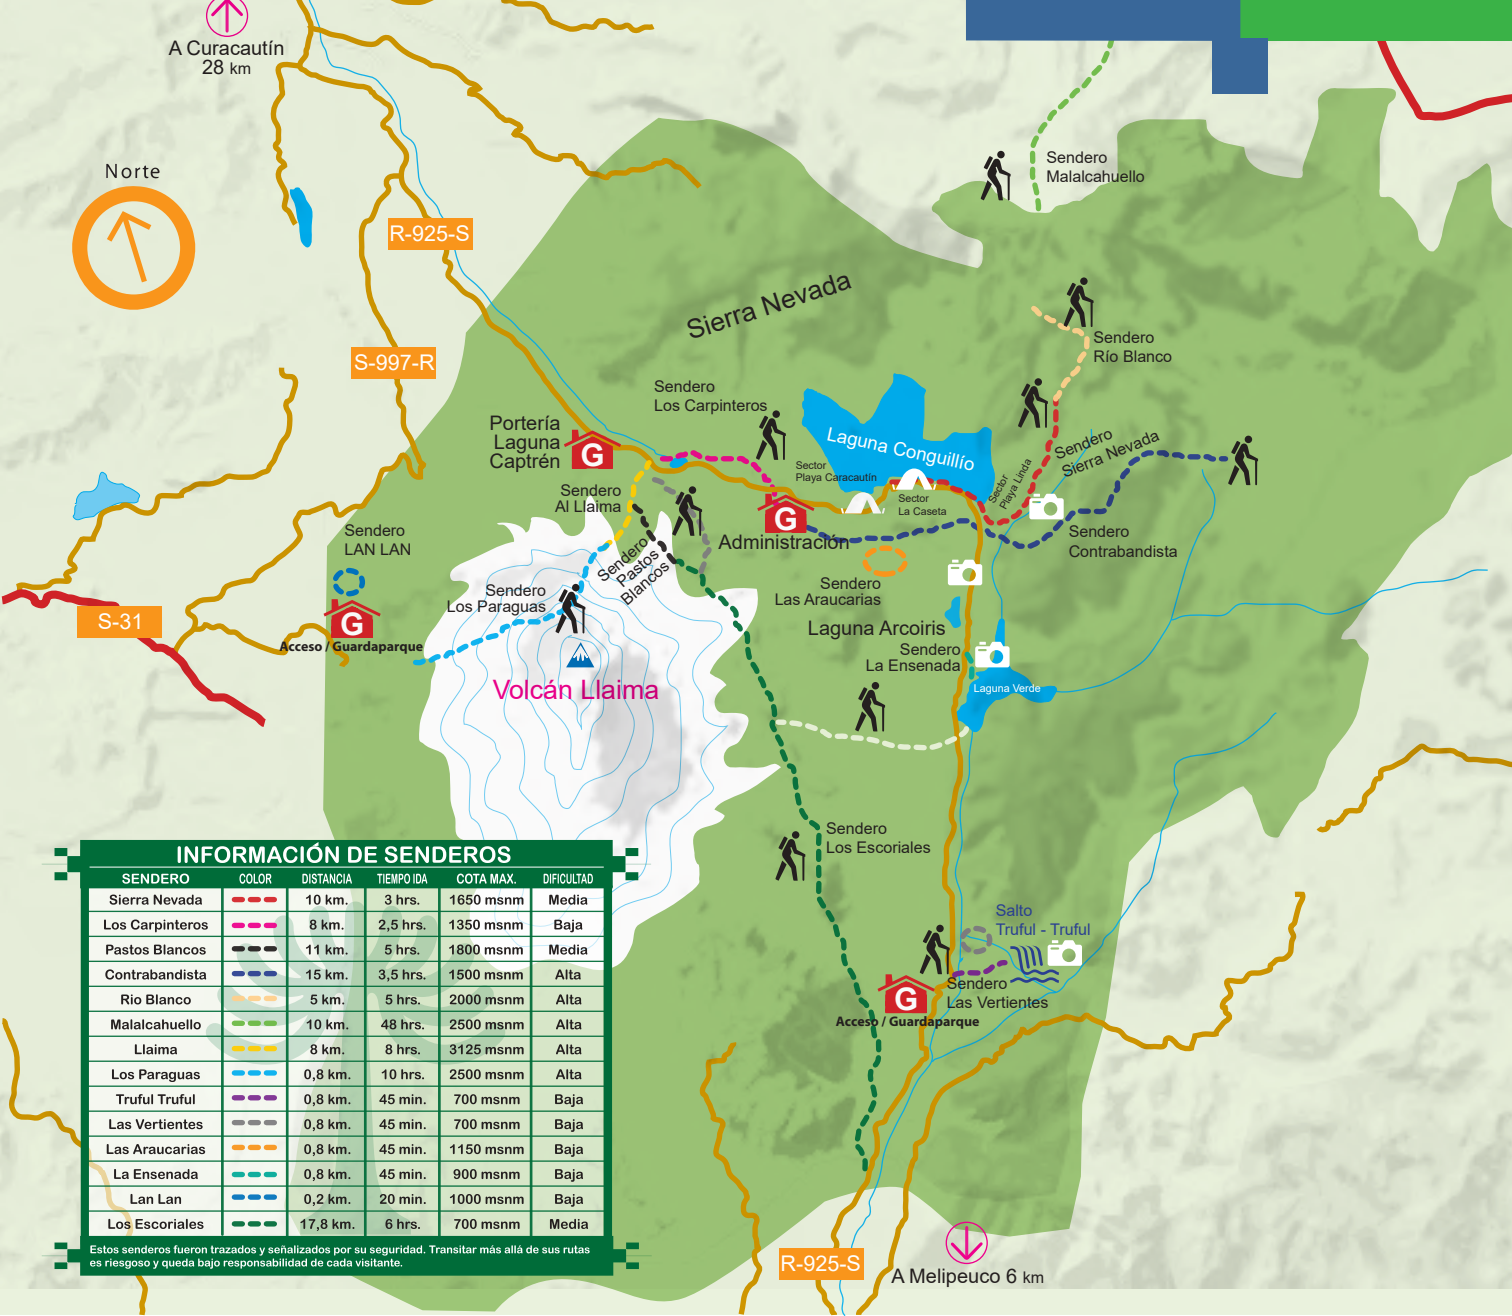 A Curacautín
28 km
Norte
R-925-S
S-997-R
S-31
Sendero
Malalcahuello
Sierra Nevada
Sendero
Río Blanco
Sendero
Los Carpinteros
Portería
Laguna
Captrén
Laguna Conguillío
Sector
Playa Caracautín
Sector
La Caseta
Sector
Playa Linda
Sendero
Sierra Nevada
Sendero
Al Llaima
G
G
Administración
Sendero
Contrabandista
Sendero
LAN LAN
Sendero
Pastos
Blancos
Sendero
Los Paraguas
Sendero
Las Araucarias
G
Acceso / Guardaparque
Laguna Arcoiris
Sendero
La Ensenada
Laguna Verde
Volcán Llaima
Sendero
Los Escoriales
Salto
Truful - Truful
Sendero
Las Vertientes
G
Acceso / Guardaparque
R-925-S
A Melipeuco 6 km
INFORMACIÓN DE SENDEROS
SENDERO COLOR DISTANCIA TIEMPO IDA COTA MAX. DIFICULTAD
Sierra Nevada 10 km. 3 hrs. 1650 msnm Media
Los Carpinteros 8 km. 2,5 hrs. 1350 msnm Baja
Pastos Blancos 11 km. 5 hrs. 1800 msnm Media
Contrabandista 15 km. 3,5 hrs. 1500 msnm Alta
Rio Blanco 5 km. 5 hrs. 2000 msnm Alta
Malalcahuello 10 km. 48 hrs. 2500 msnm Alta
Llaima 8 km. 8 hrs. 3125 msnm Alta
Los Paraguas 0,8 km. 10 hrs. 2500 msnm Alta
Truful Truful 0,8 km. 45 min. 700 msnm Baja
Las Vertientes 0,8 km. 45 min. 700 msnm Baja
Las Araucarias 0,8 km. 45 min. 1150 msnm Baja
La Ensenada 0,8 km. 45 min. 900 msnm Baja
Lan Lan 0,2 km. 20 min. 1000 msnm Baja
Los Escoriales 17,8 km. 6 hrs. 700 msnm Media
Estos senderos fueron trazados y señalizados por su seguridad. Transitar más allá de sus rutas
es riesgoso y queda bajo responsabilidad de cada visitante.